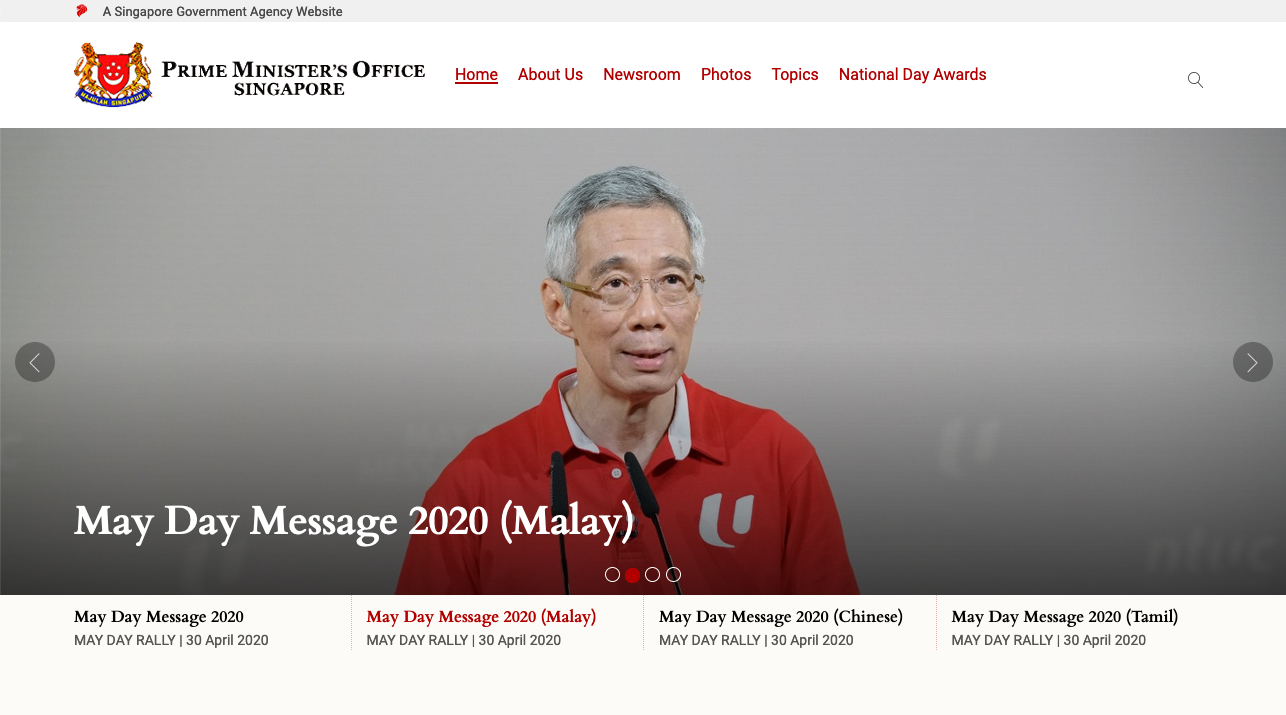 A Singapore Government Agency Website
MAJULAH SINGAPURA
PRIME MINISTER'S OFFICE
SINGAPORE
Home About Us Newsroom Photos Topics National Day Awards
ntuc
May Day Message 2020 (Malay)
May Day Message 2020
MAY DAY RALLY | 30 April 2020
May Day Message 2020 (Malay)
MAY DAY RALLY | 30 April 2020
May Day Message 2020 (Chinese)
MAY DAY RALLY | 30 April 2020
May Day Message 2020 (Tamil)
MAY DAY RALLY | 30 April 2020